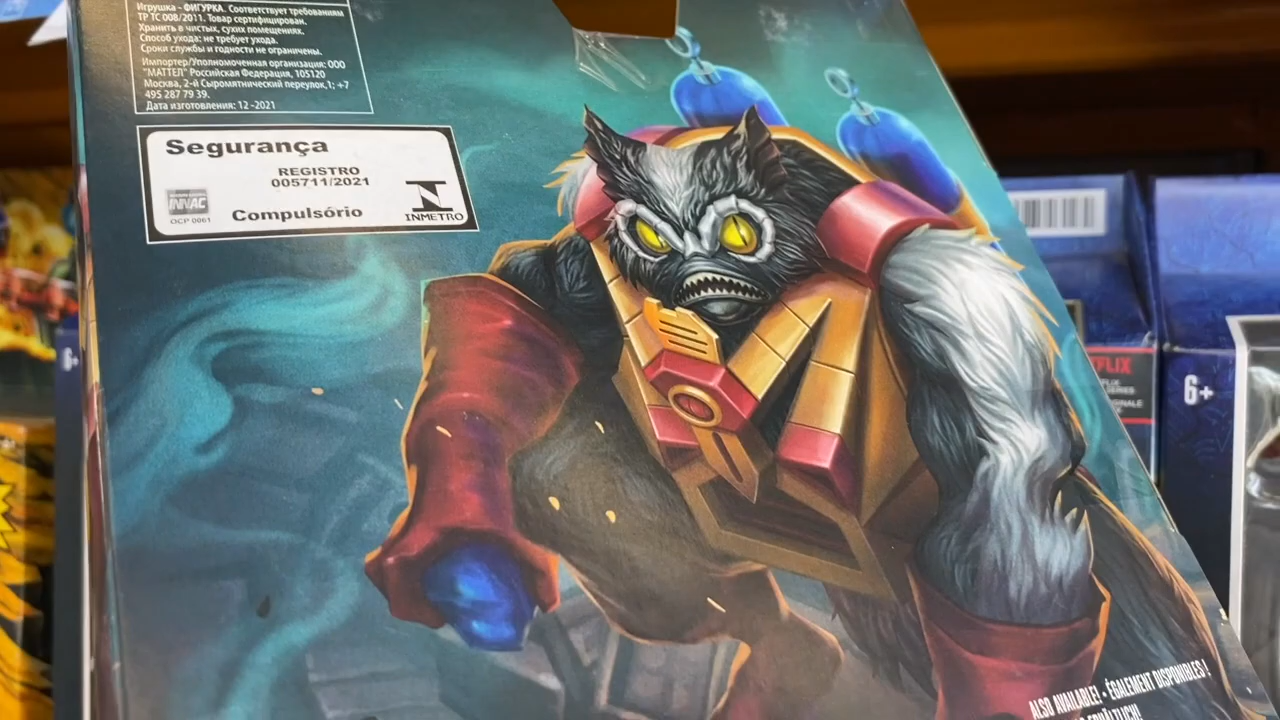 Игрушка - ФИГУРКА. Соответствует требованиям
ТР ТС 008/2011. Товар сертифицирован.
Хранить в чистых, сухих помещениях.
Способ ухода: не требует ухода.
Сроки службы и годности не ограничены.
Импортер/Уполномоченная организация: ООО
"МАТТЕЛ" Российская Федерация, 105120
Москва, 2-й Сыромятнический переулок,1; +7
495 287 79 39.
Дата изготовления: 12 -2021
Segurança
REGISTRO
005711/2021
INNAC
OCP 0061
Compulsório
INMETRO
6+
FLIX
6+
ALSO AVAILABLE! · ÉGALEMENT DISPONIBLES !